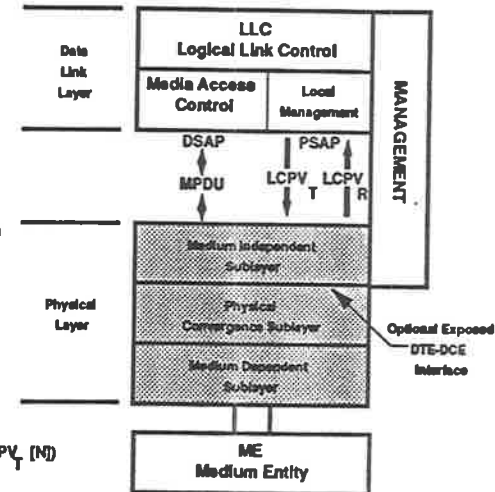 LLC
Logical Link Control
Data
Link
Layer
Media Access
Control
Local
Management
MANAGEMENT
DSAP
PSAP
MPDU
LCPV T
LCPV R
Medium Independent
Sublayer
Physical
Layer
Physical
Convergence Sublayer
Optional Exposed
DTE-DCE
Interface
Medium Dependent
Sublayer
PV T [N])
ME
Medium Entity